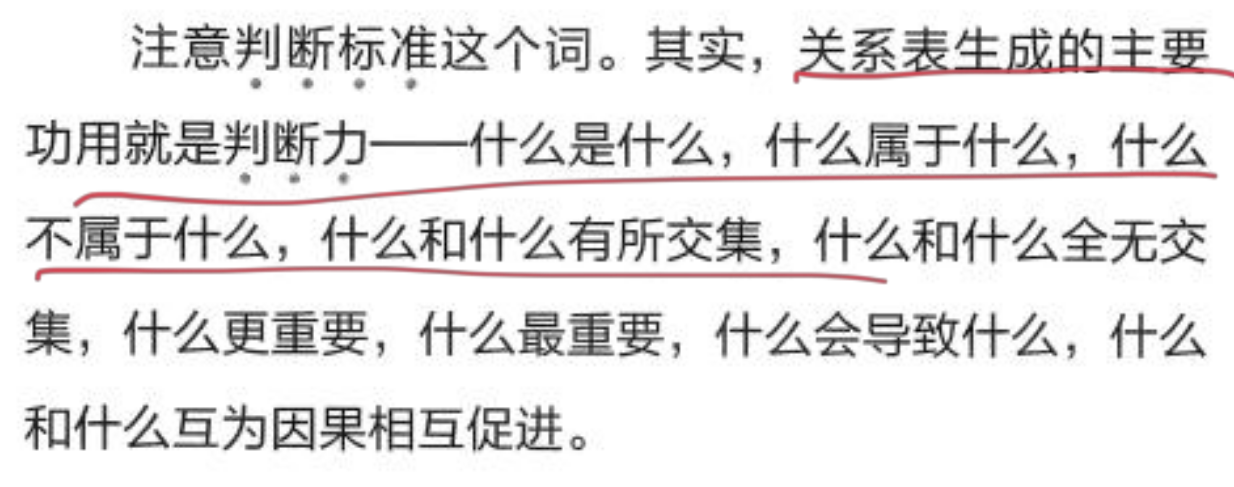 注意判断标准这个词。其实，关系表生成的主要
功用就是判断力——什么是什么，什么属于什么，什么
不属于什么，什么和什么有所交集，什么和什么全无交
集，什么更重要，什么最重要，什么会导致什么，什么
和什么互为因果相互促进。